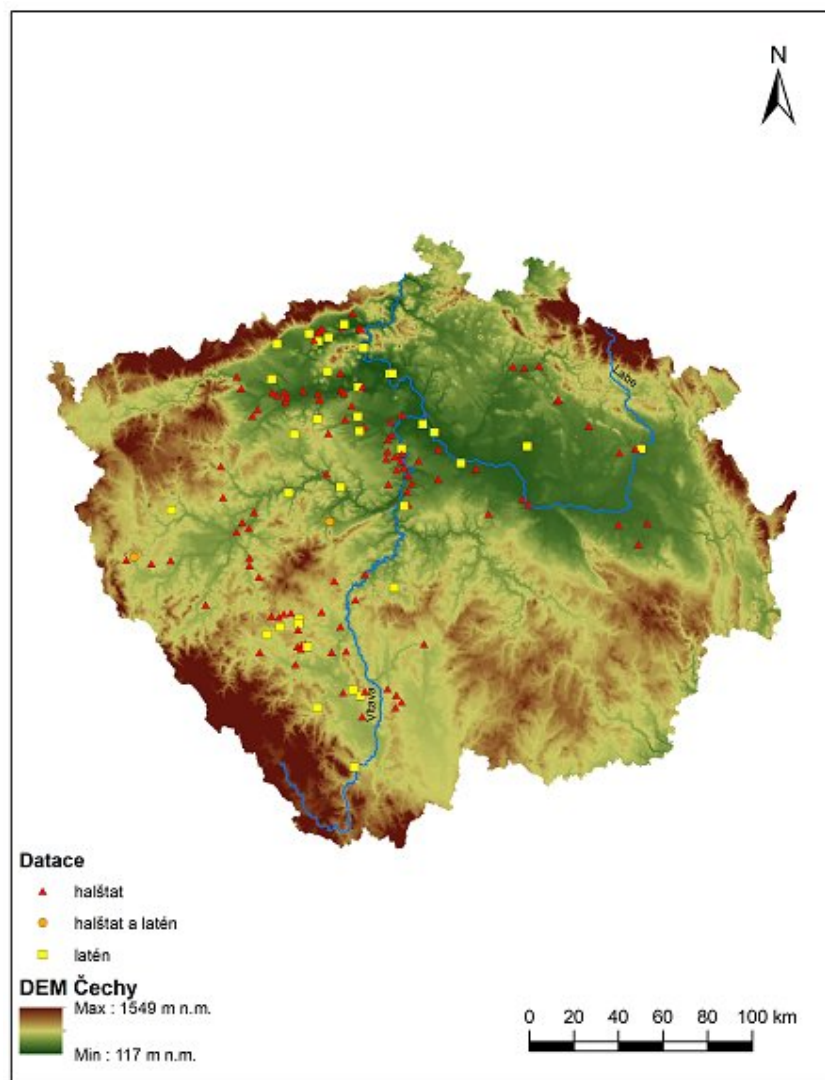 N
Labe
Vltava
Datace
halštat
halštat a latén
latén
DEM Čechy
Max : 1549 m n.m.
Min : 117 m n.m.
0 20 40 60 80 100 km